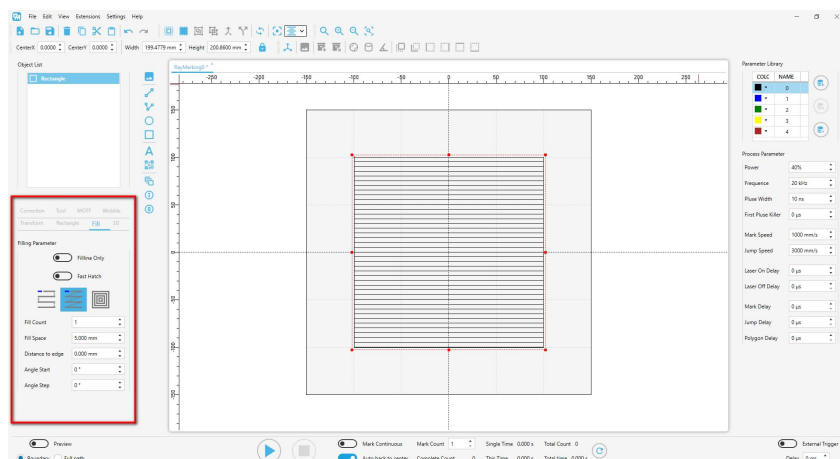 File Edit View Extensions Settings Help
CenterX 0.0000 CenterY 0.0000 Width 199.4779 mm Height 200.8600 mm
Object List
Rectangle
RayMarking0 *
-250 -200 -150 -100 -50 0 50 100 150 200 250
150
100
50
0
-50
-100
-150
A
Correction Tool MOTF Wobble
Transform Rectangle Fill 3D
Filling Parameter
Fillline Only
Fast Hatch
Fill Count 1
Fill Space 5.000 mm
Distance to edge 0.000 mm
Angle Start 0 °
Angle Step 0 °
Parameter Library
COLC NAME
0
1
2
3
4
Process Parameter
Power 40%
Frequence 20 kHz
Pluse Width 10 ns
First Pluse Killer 0 μs
Mark Speed 1000 mm/s
Jump Speed 3000 mm/s
Laser On Delay 0 μs
Laser Off Delay 0 μs
Mark Delay 0 μs
Jump Delay 0 μs
Polygon Delay 0 μs
Preview Mark Continuous Mark Count 1 Single Time 0.000 s Total Count 0 External Trigger
Boundary Full path Auto back to center Complete Count 0 This Time 0.000 s Total time 0.000 s Delay 0 ms